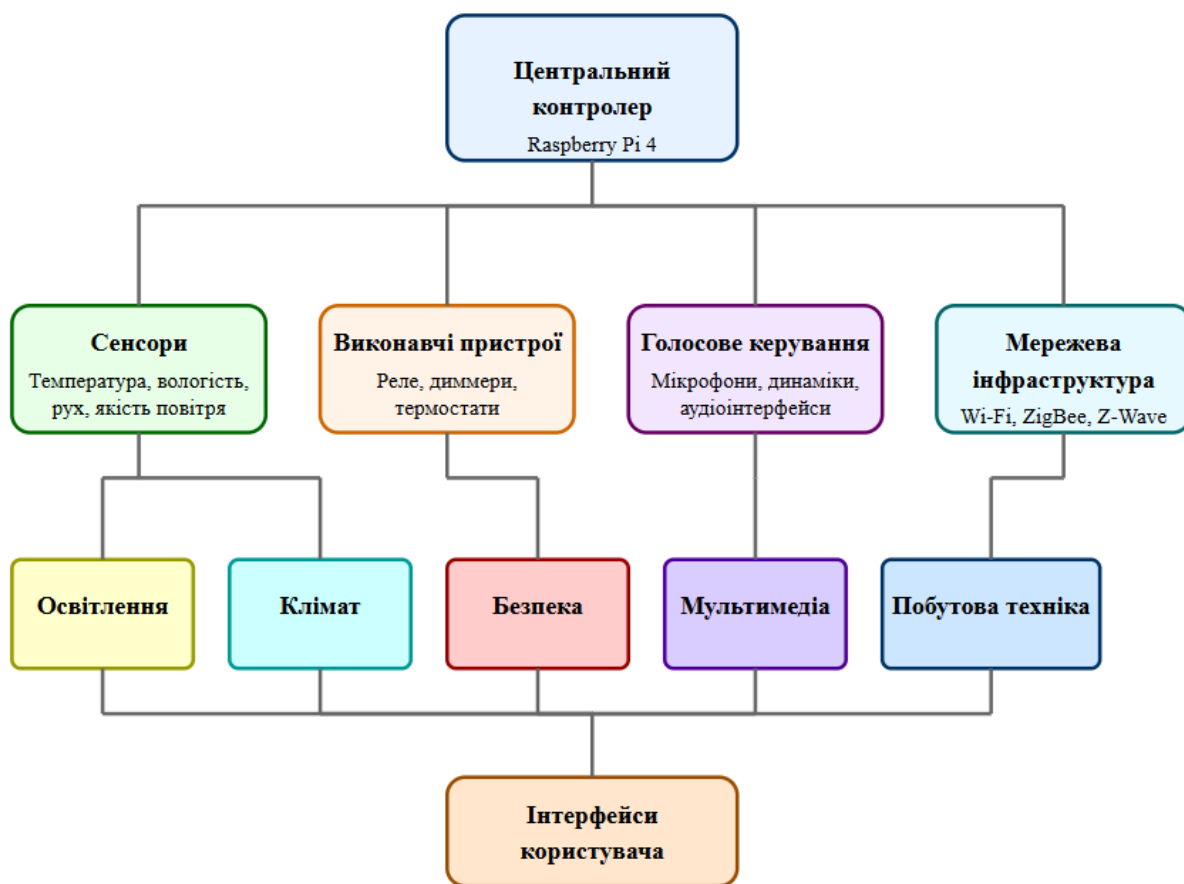 Центральний
контролер
Raspberry Pi 4
Сенсори
Температура, вологість,
рух, якість повітря
Виконавчі пристрої
Реле, диммери,
термостати
Голосове керування
Мікрофони, динаміки,
аудіоінтерфейси
Мережева
інфраструктура
Wi-Fi, ZigBee, Z-Wave
Освітлення
Клімат
Безпека
Мультимедіа
Побутова техніка
Інтерфейси
користувача